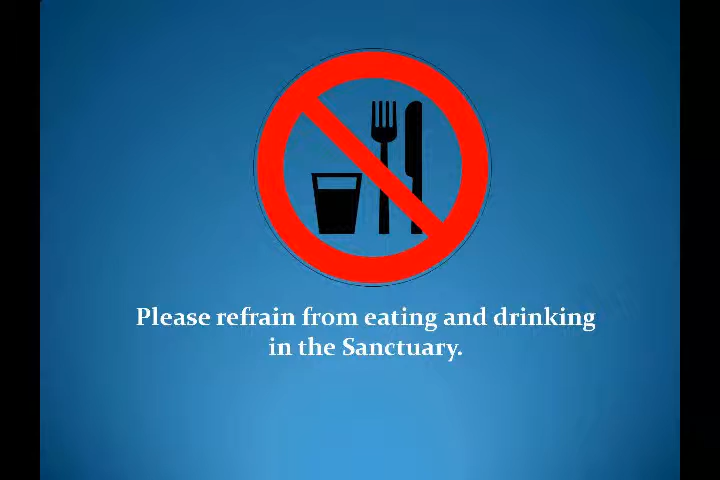 Please refrain from eating and drinking
in the Sanctuary.